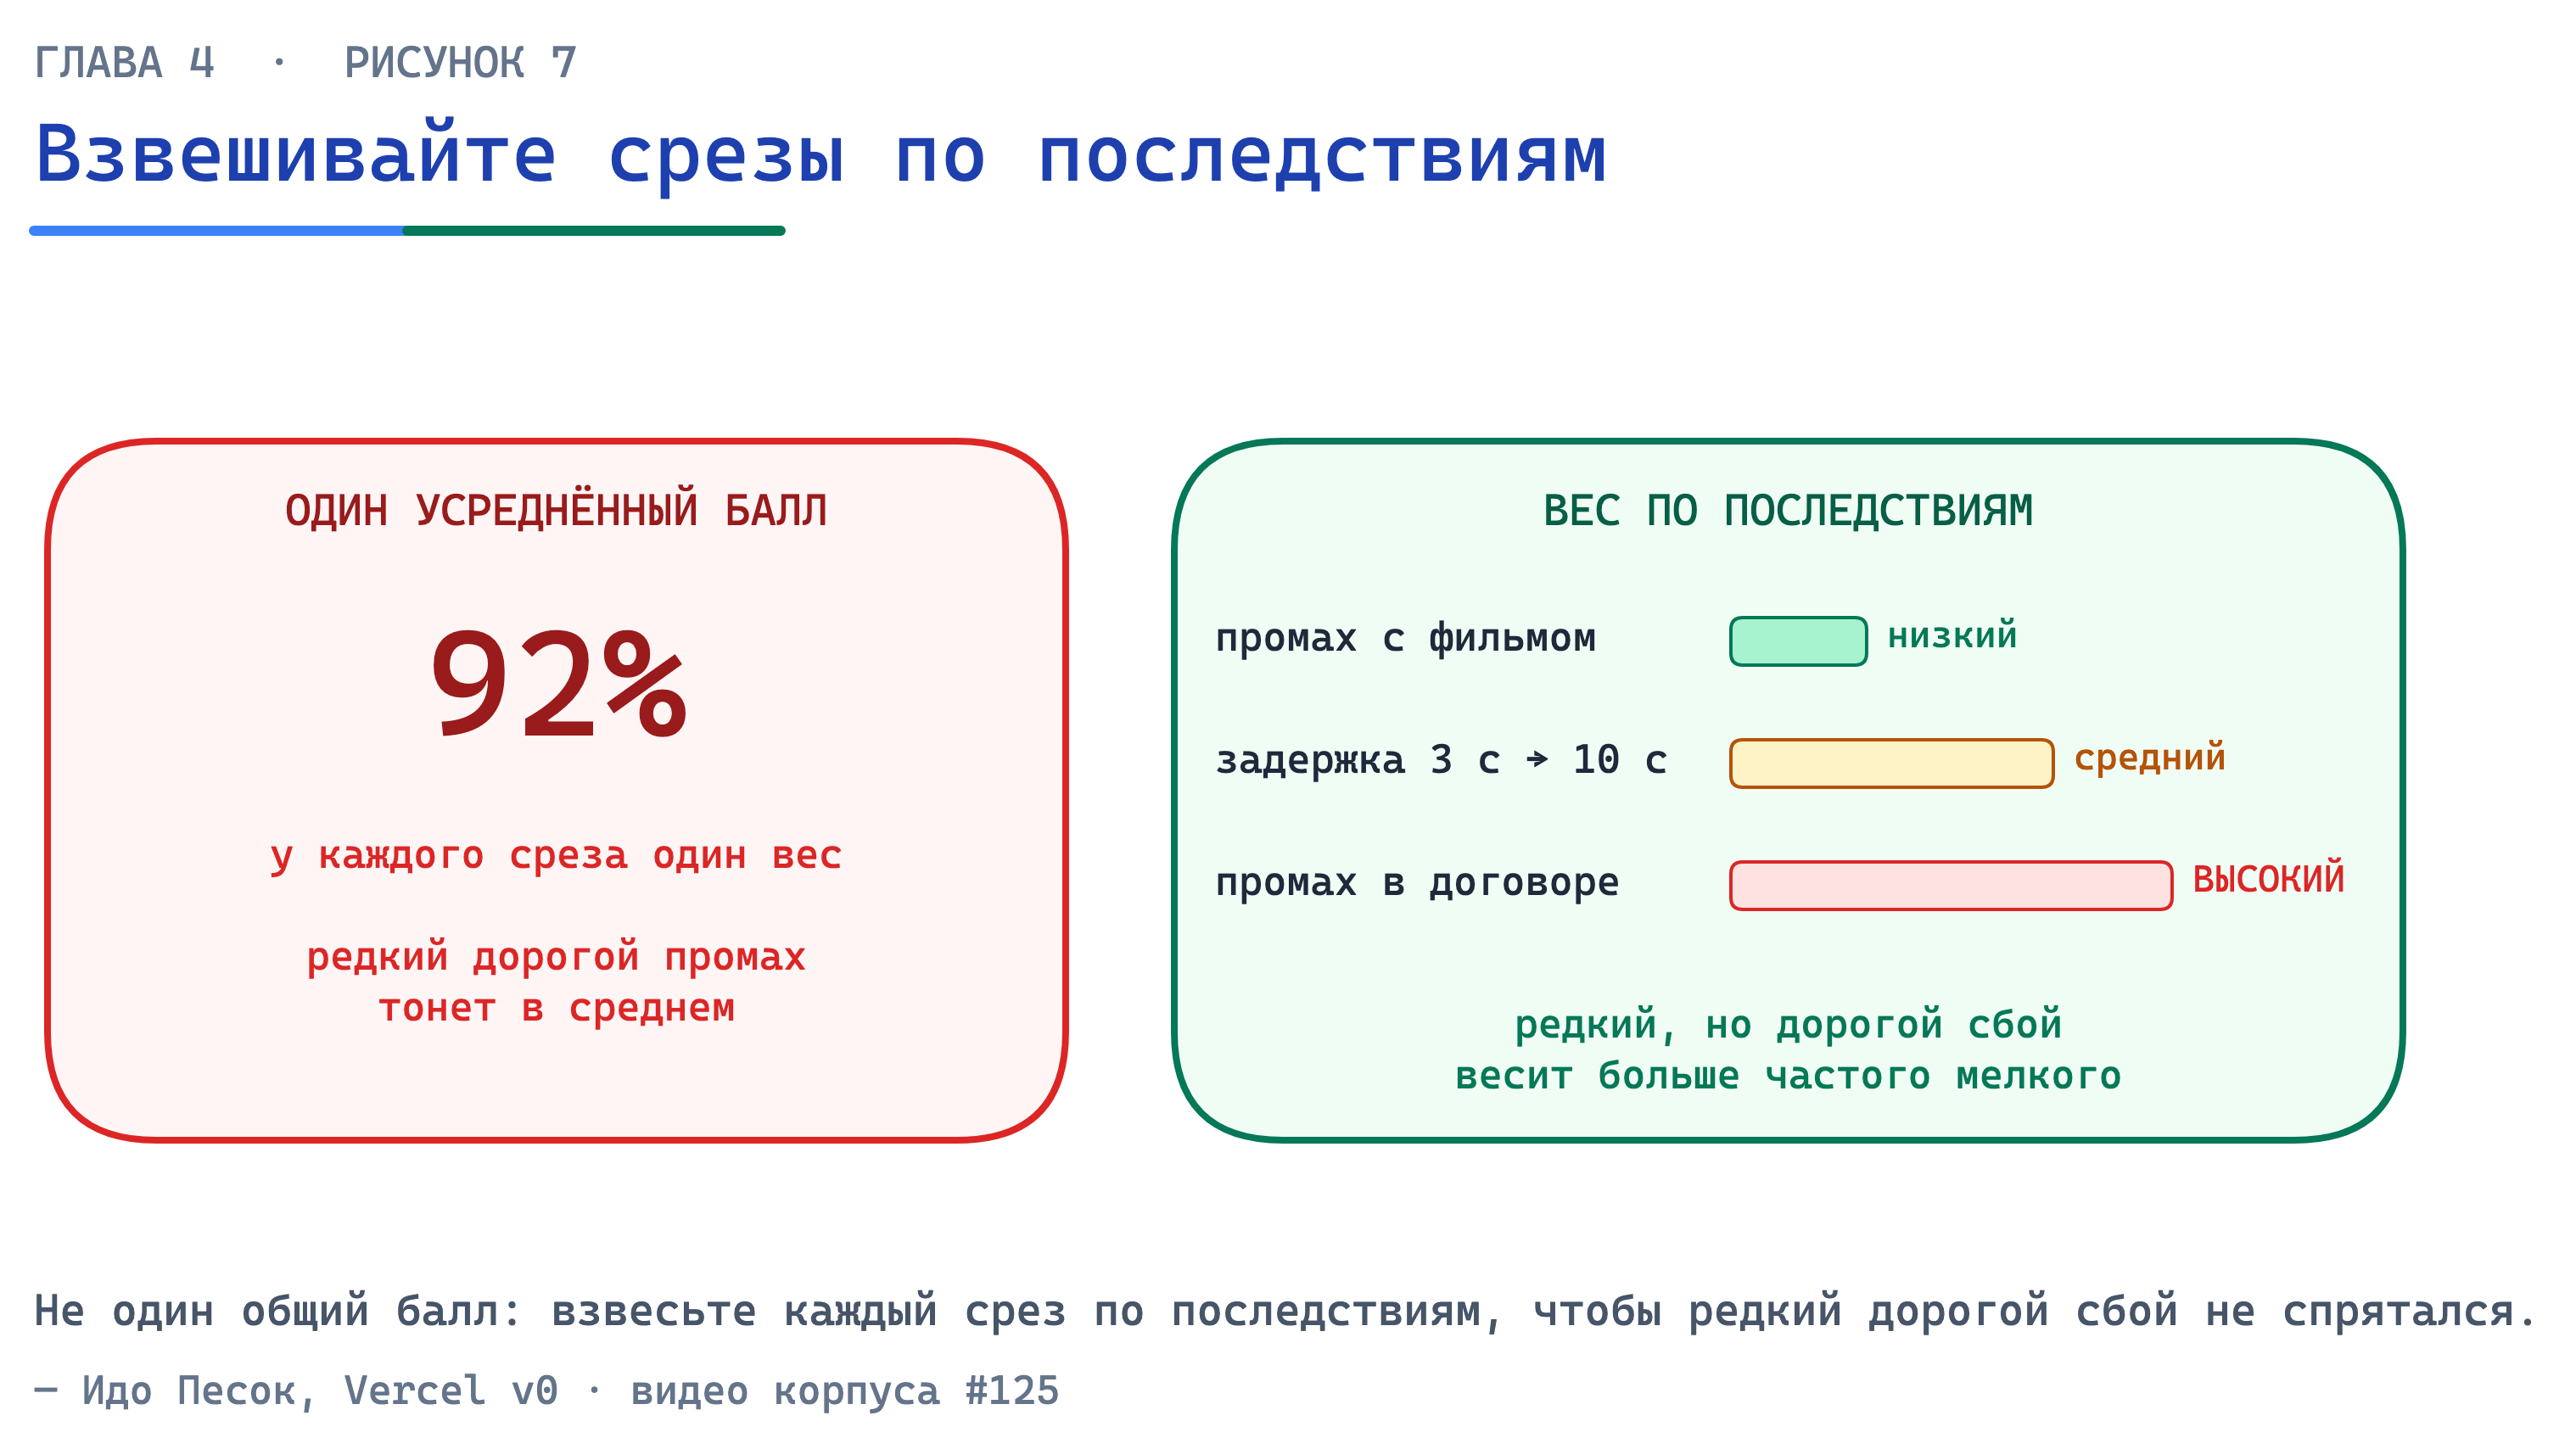 ГЛАВА 4 · РИСУНОК 7
Взвешивайте срезы по последствиям
ОДИН УСРЕДНЁННЫЙ БАЛЛ
92%
у каждого среза один вес
редкий дорогой промах
тонет в среднем
ВЕС ПО ПОСЛЕДСТВИЯМ
промах с фильмом низкий
задержка 3 с → 10 с средний
промах в договоре ВЫСОКИЙ
редкий, но дорогой сбой
весит больше частого мелкого
Не один общий балл: взвесьте каждый срез по последствиям, чтобы редкий дорогой сбой не спрятался.
— Идо Песок, Vercel v0 · видео корпуса #125